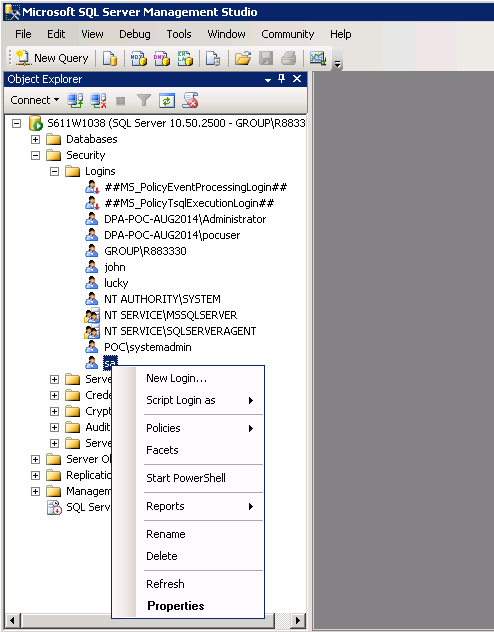 Microsoft SQL Server Management Studio
File Edit View Debug Tools Window Community Help
New Query
Object Explorer
Connect
S611W1038 (SQL Server 10.50.2500 - GROUP\R883
Databases
Security
Logins
##MS_PolicyEventProcessingLogin##
##MS_PolicyTsqlExecutionLogin##
DPA-POC-AUG2014\Administrator
DPA-POC-AUG2014\pocuser
GROUP\R883330
john
lucky
NT AUTHORITY\SYSTEM
NT SERVICE\MSSQLSERVER
NT SERVICE\SQLSERVERAGENT
POC\systemadmin
sa
New Login...
Serve
Script Login as
Crede
Crypt
Policies
Audit
Facets
Serve
Server Ob
Start PowerShell
Replicatio
Managem
Reports
SQL Serv
Rename
Delete
Refresh
Properties